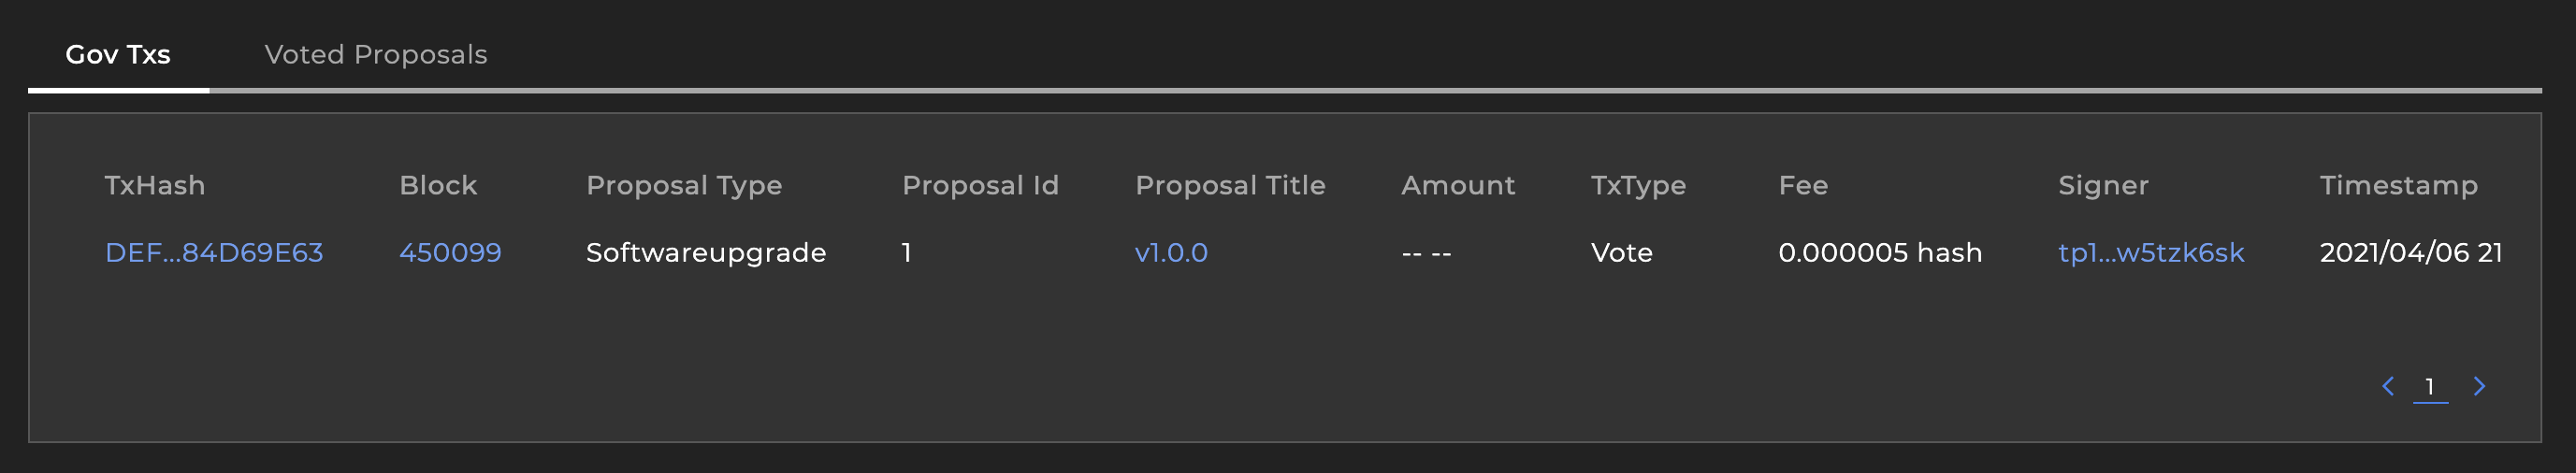 Gov Txs Voted Proposals
TxHash Block Proposal Type Proposal Id Proposal Title Amount TxType Fee Signer Timestamp
DEF...84D69E63 450099 Softwareupgrade 1 v1.0.0 -- -- Vote 0.000005 hash tp1...w5tzk6sk 2021/04/06 21
1